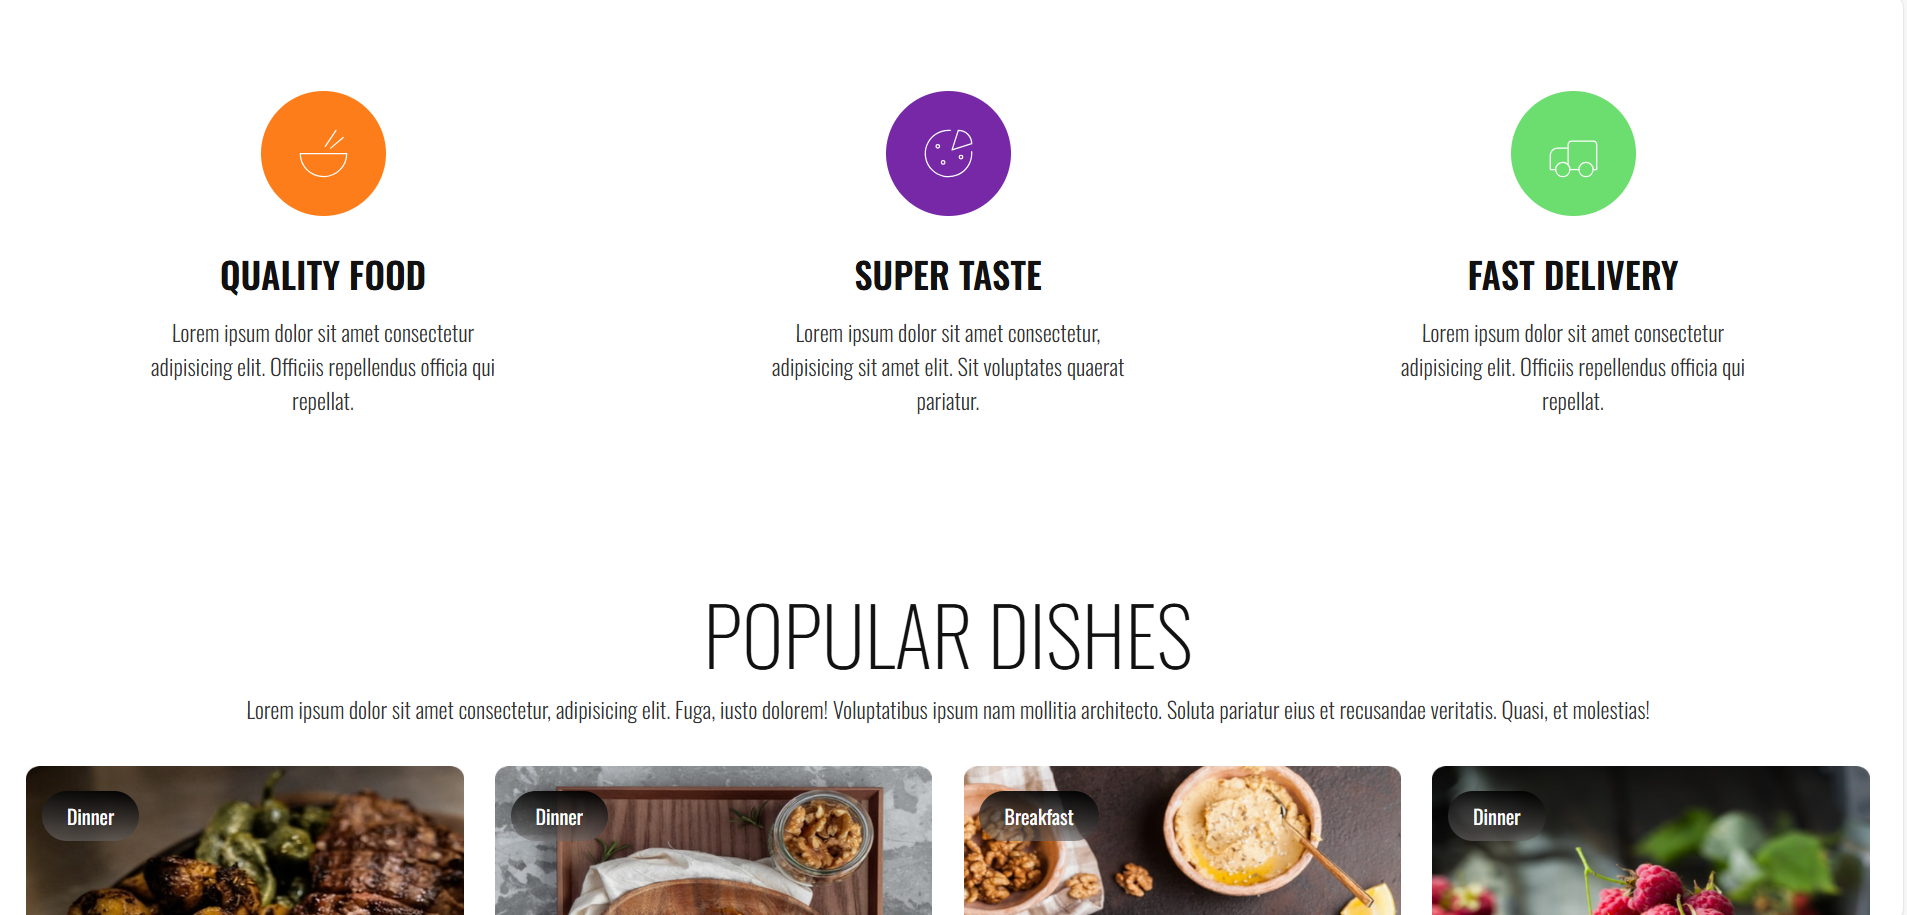 QUALITY FOOD
Lorem ipsum dolor sit amet consectetur
adipisicing elit. Officiis repellendus officia qui
repellat.
SUPER TASTE
Lorem ipsum dolor sit amet consectetur,
adipisicing sit amet elit. Sit voluptates quaerat
pariatur.
FAST DELIVERY
Lorem ipsum dolor sit amet consectetur
adipisicing elit. Officiis repellendus officia qui
repellat.
POPULAR DISHES
Lorem ipsum dolor sit amet consectetur, adipisicing elit. Fuga, iusto dolorem! Voluptatibus ipsum nam mollitia architecto. Soluta pariatur eius et recusandae veritatis. Quasi, et molestias!
Dinner
Dinner
Breakfast
Dinner